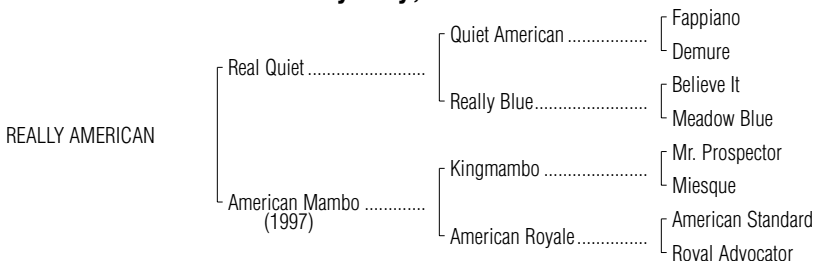 Fappiano
Quiet American ..................
Demure
Real Quiet ..........................
Believe It
Really Blue.........................
Meadow Blue
REALLY AMERICAN
Mr. Prospector
Kingmambo ......................
Miesque
American Mambo .............
(1997)
American Standard
American Royale...............
Royal Advocator